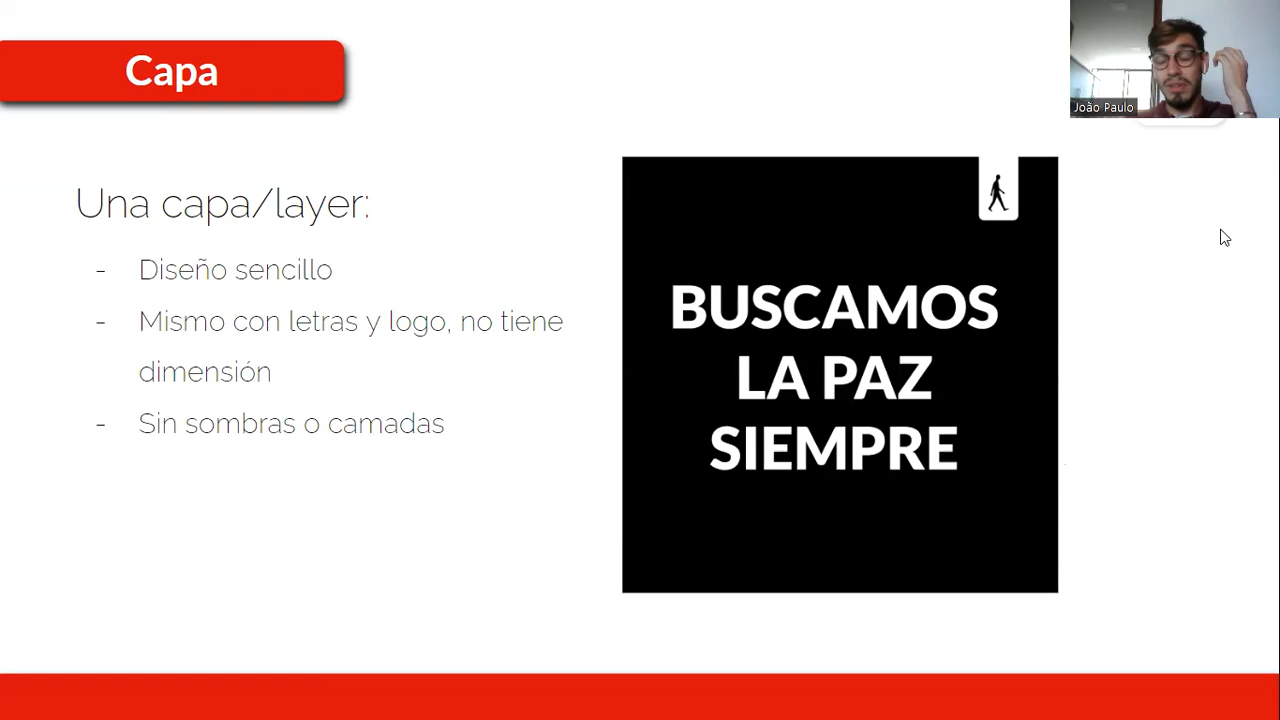 Capa
João Paulo
Una capa/layer:
- Diseño sencillo
- Mismo con letras y logo, no tiene
dimensión
- Sin sombras o camadas
BUSCAMOS
LA PAZ
SIEMPRE